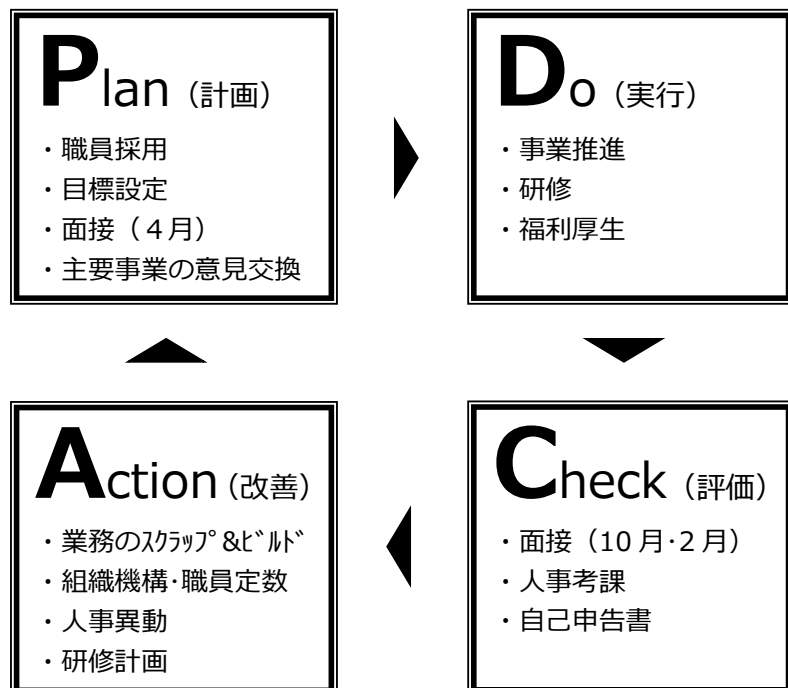 Plan（計画）
・職員採用
・目標設定
・面接（４月）
・主要事業の意見交換
Do（実行）
・事業推進
・研修
・福利厚生
Action（改善）
・業務のｽｸﾗｯﾌﾟ&ﾋﾞﾙﾄﾞ
・組織機構･職員定数
・人事異動
・研修計画
Check（評価）
・面接（10 月･２月）
・人事考課
・自己申告書